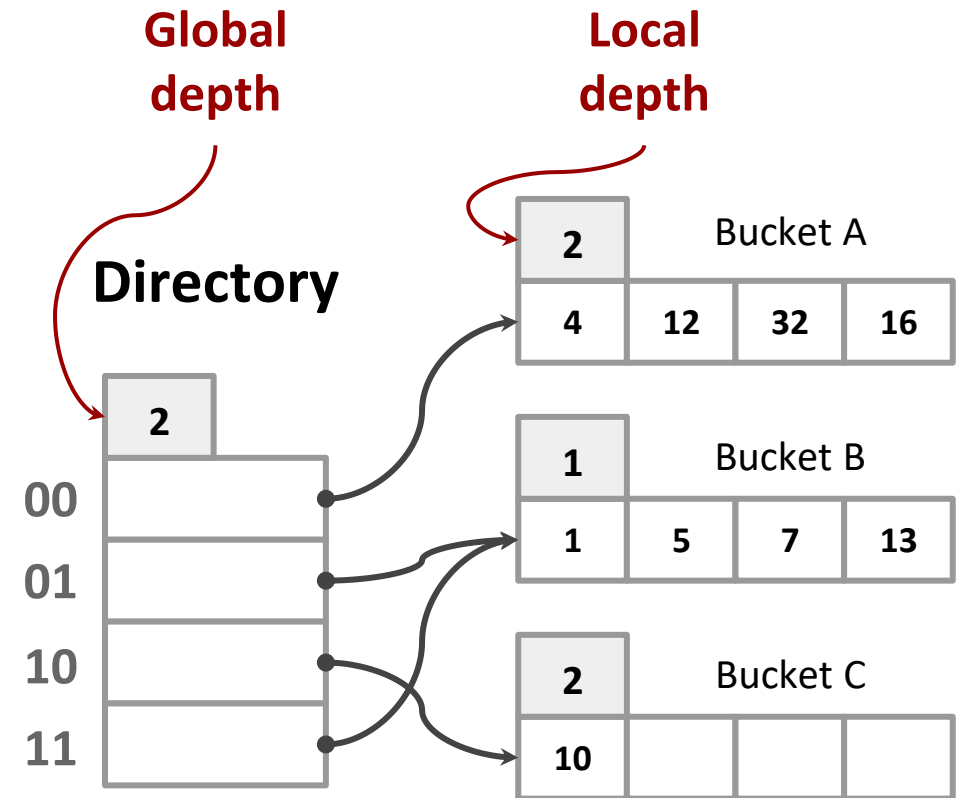 Global
depth
Local
depth
Directory
2
00
01
10
11
2
Bucket A
4 12 32 16
1
Bucket B
1 5 7 13
2
Bucket C
10